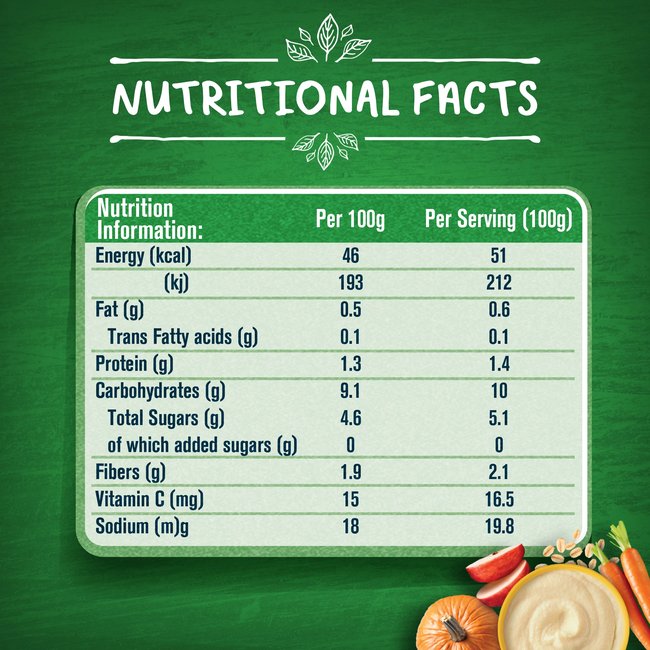 NUTRITIONAL FACTS
Nutrition
Information: Per 100g Per Serving (100g)
Energy (kcal) 46 51
(kj) 193 212
Fat (g) 0.5 0.6
Trans Fatty acids (g) 0.1 0.1
Protein (g) 1.3 1.4
Carbohydrates (g) 9.1 10
Total Sugars (g) 4.6 5.1
of which added sugars (g) 0 0
Fibers (g) 1.9 2.1
Vitamin C (mg) 15 16.5
Sodium (m)g 18 19.8